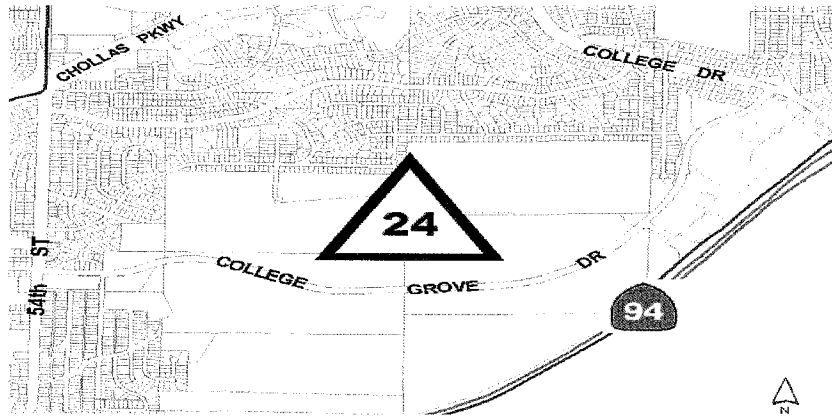 CHOLLAS PKWY
COLLEGE DR
24
54th ST
COLLEGE GROVE DR
94
N